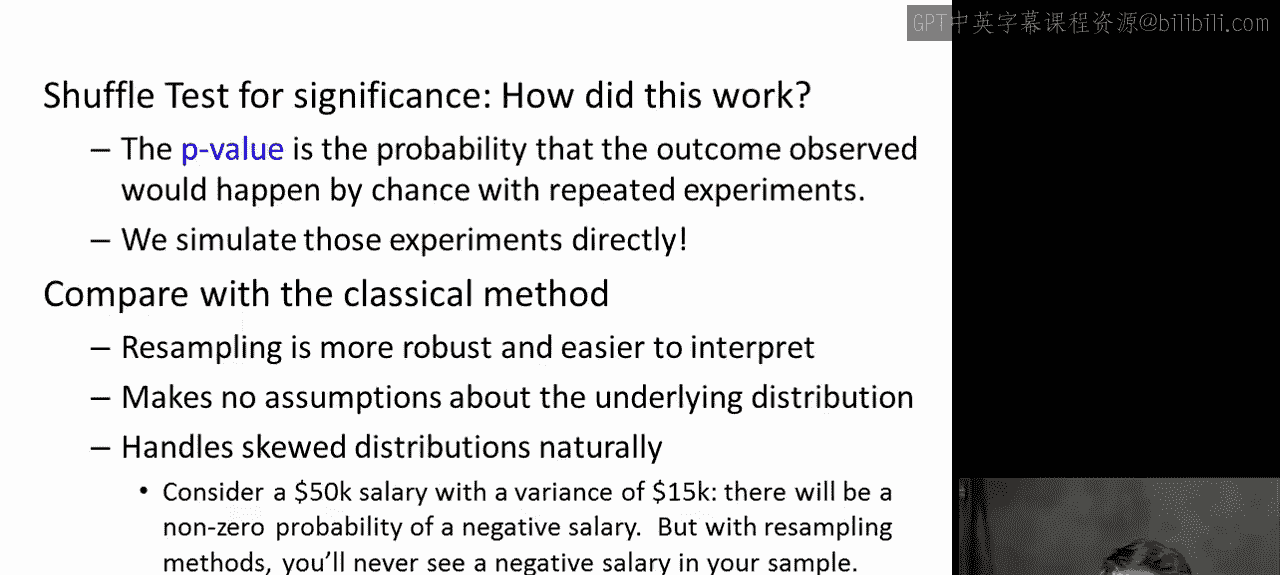 GPT中英字幕课程资源@bilibili.com
Shuffle Test for significance: How did this work?
– The p-value is the probability that the outcome observed
would happen by chance with repeated experiments.
– We simulate those experiments directly!
Compare with the classical method
– Resampling is more robust and easier to interpret
– Makes no assumptions about the underlying distribution
– Handles skewed distributions naturally
• Consider a $50k salary with a variance of $15k: there will be a
non-zero probability of a negative salary. But with resampling
methods, you’ll never see a negative salary in your sample.